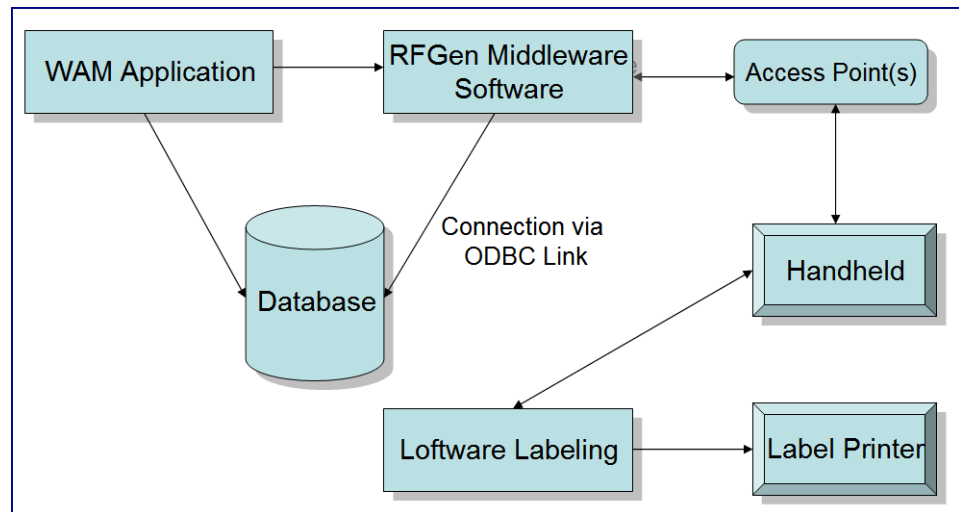 WAM Application
RFGen Middleware
Software
Access Point(s)
Connection via
ODBC Link
Database
Handheld
Loftware Labeling
Label Printer